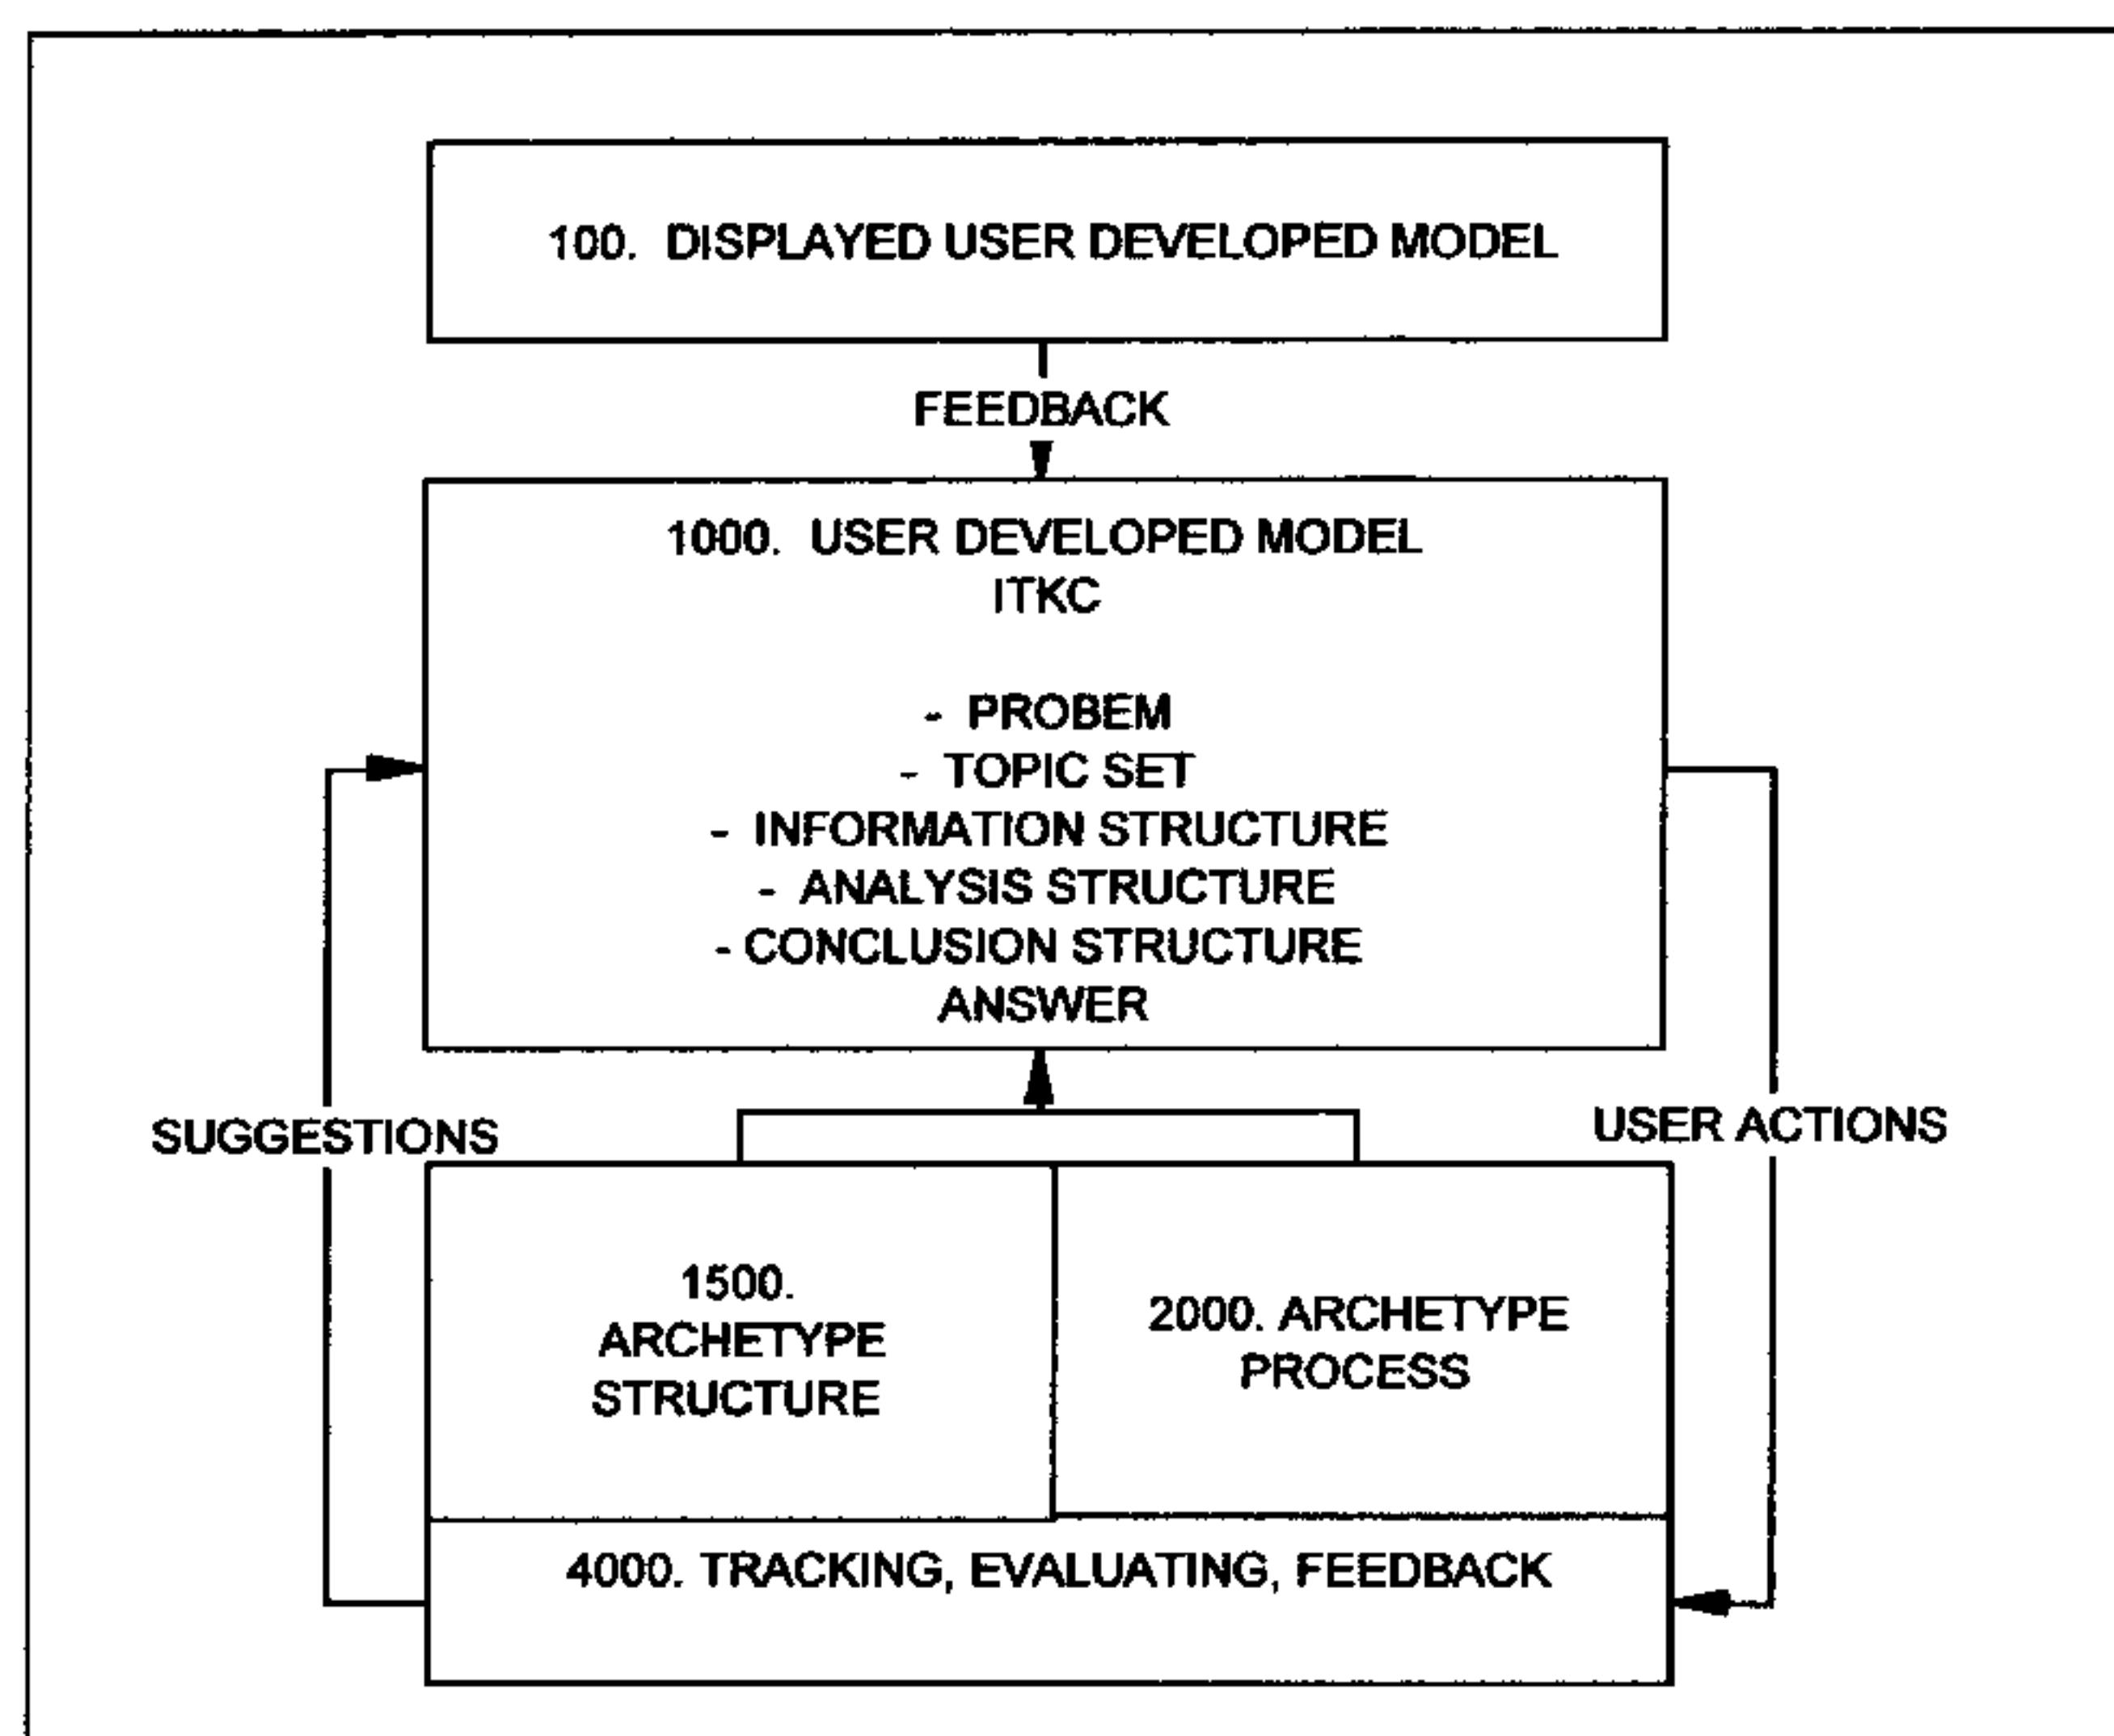 100. DISPLAYED USER DEVELOPED MODEL
FEEDBACK
1000. USER DEVELOPED MODEL
ITKC
- PROBEM
- TOPIC SET
- INFORMATION STRUCTURE
- ANALYSIS STRUCTURE
- CONCLUSION STRUCTURE
ANSWER
SUGGESTIONS
USER ACTIONS
1500.
ARCHETYPE
STRUCTURE
2000. ARCHETYPE
PROCESS
4000. TRACKING, EVALUATING, FEEDBACK